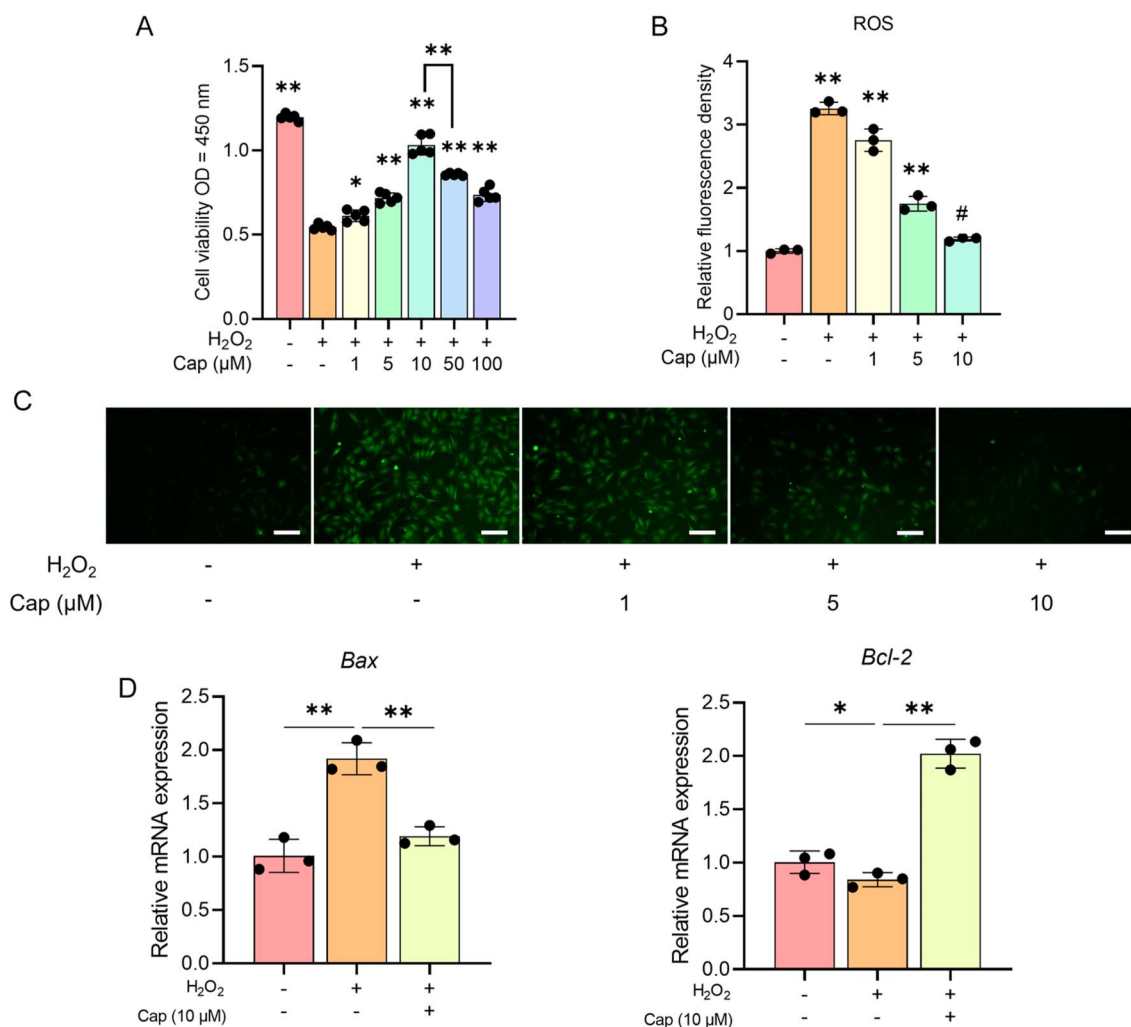 A
Cell viability OD = 450 nm
1.5
1.0
0.5
0.0
** * ** ** ** ** **
H₂O₂ - + + + + + +
Cap (μM) - - 1 5 10 50 100
B
ROS
Relative fluorescence density
4
3
2
1
0
** ** ** #
H₂O₂ - + + + +
Cap (μM) - - 1 5 10
C
H₂O₂ - + + + +
Cap (μM) - - 1 5 10
D
Bax
Relative mRNA expression
2.5
2.0
1.5
1.0
0.5
0.0
** **
H₂O₂ - + +
Cap (10 μM) - - +
Bcl-2
Relative mRNA expression
2.5
2.0
1.5
1.0
0.5
0.0
* **
H₂O₂ - + +
Cap (10 μM) - - +